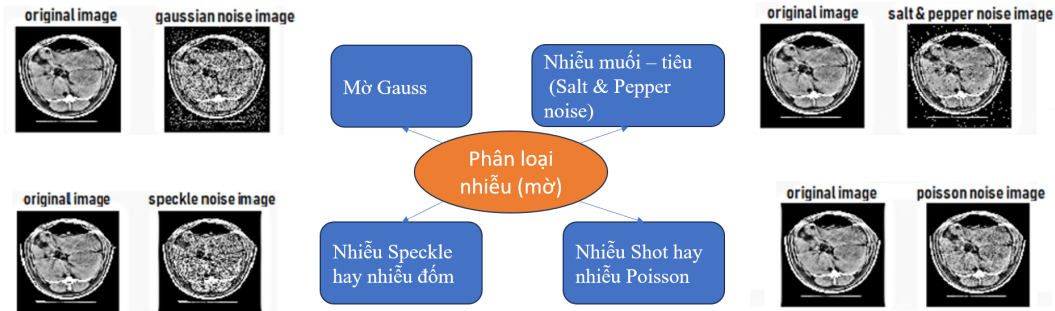 original image
gaussian noise image
original image
salt & pepper noise image
Mờ Gauss
Nhiễu muối – tiêu
(Salt & Pepper
noise)
Phân loại
nhiễu (mờ)
original image
speckle noise image
original image
poisson noise image
Nhiễu Speckle
hay nhiễu đốm
Nhiễu Shot hay
nhiễu Poisson